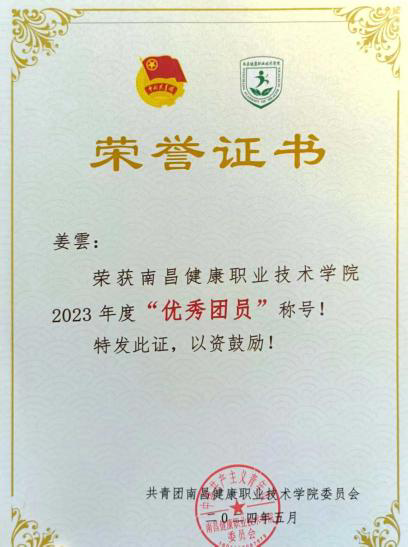 荣誉证书
姜雲：
荣获南昌健康职业技术学院
2023年度“优秀团员”称号！
特发此证，以资鼓励！
共青团南昌健康职业技术学院委员会
二〇二四年五月